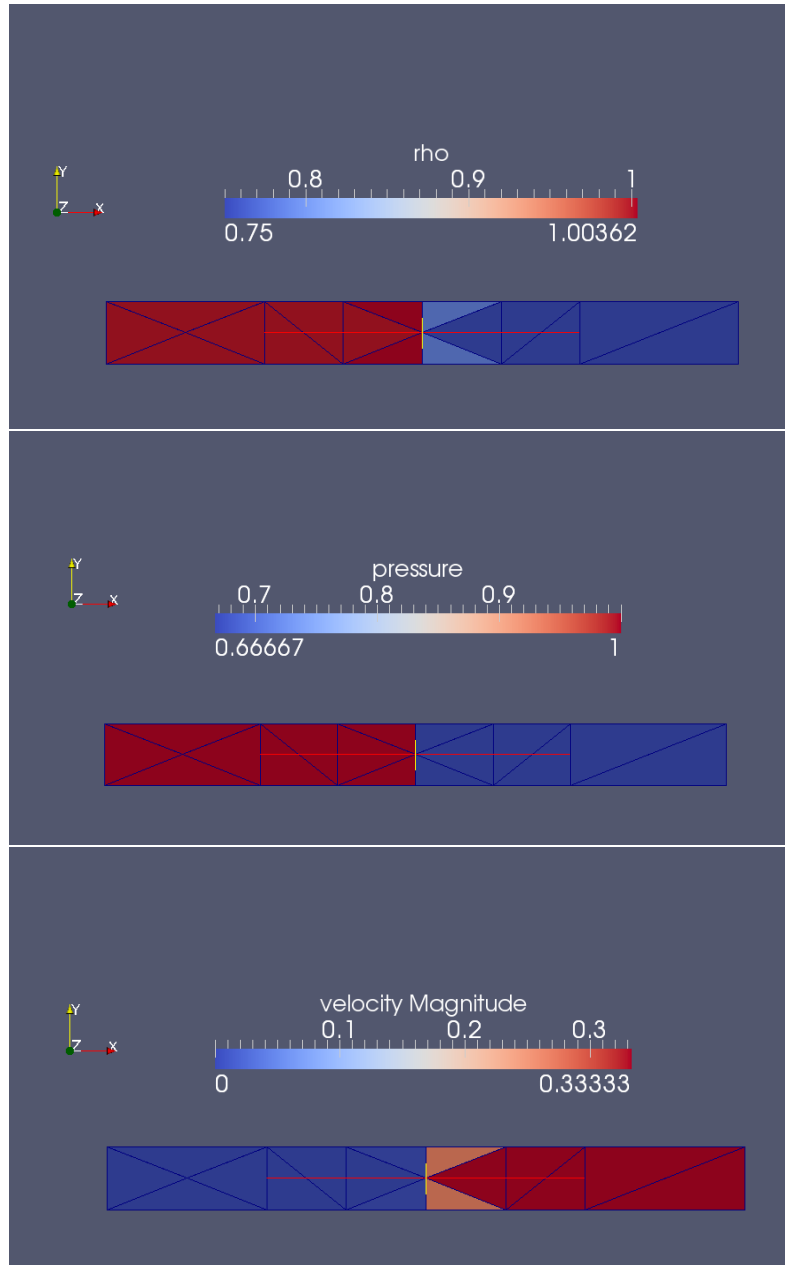 rho
0.8 0.9 1
Y
Z X
0.75 1.00362
pressure
Y
0.7 0.8 0.9
Z X
0.66667 1
velocity Magnitude
Y
0.1 0.2 0.3
Z X
0 0.33333